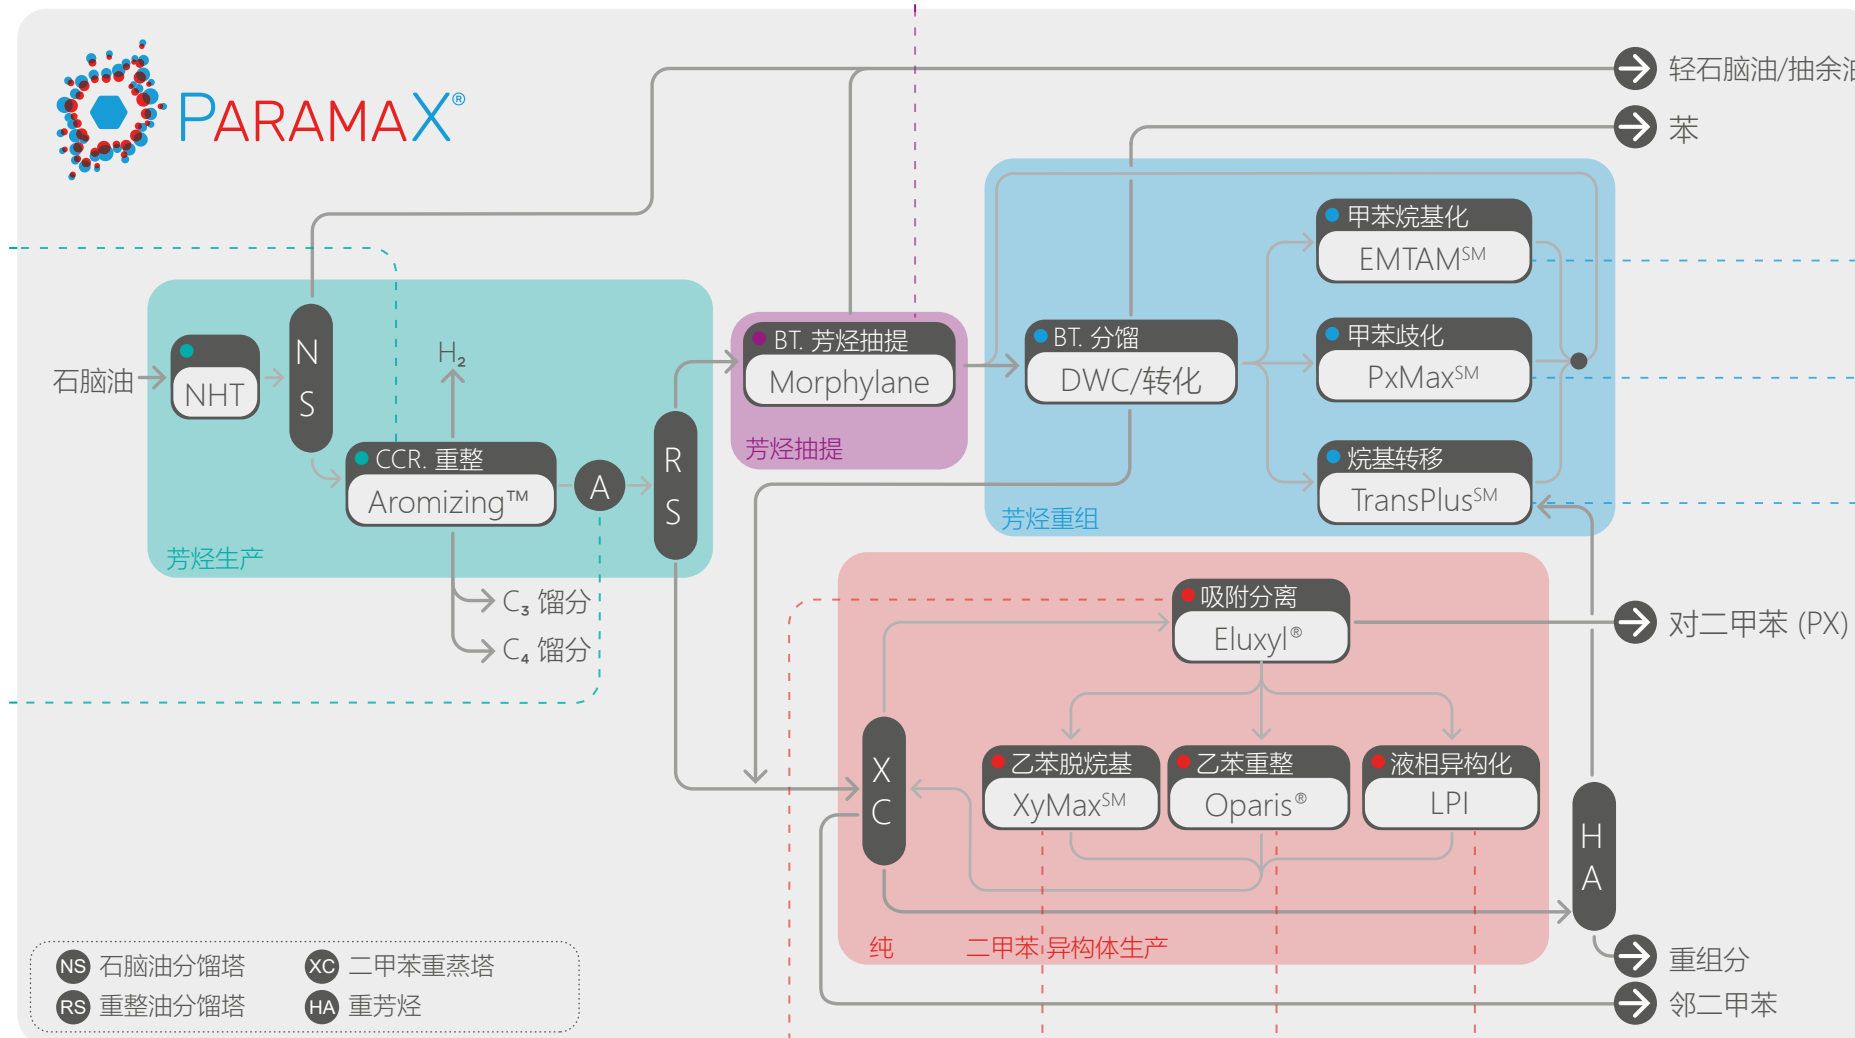 PARAMAX®
轻石脑油/抽余油
苯
甲苯烷基化
EMTAM℠
H₂
N
S
BT. 芳烃抽提
Morphylane
BT. 分馏
DWC/转化
甲苯歧化
PxMax℠
石脑油
NHT
CCR. 重整
Aromizing™
A
R
S
芳烃抽提
烷基转移
TransPlus℠
芳烃重组
芳烃生产
C₃ 馏分
C₄ 馏分
吸附分离
Eluxyl®
对二甲苯 (PX)
X
C
乙苯脱烷基
XyMax℠
乙苯重整
Oparis®
液相异构化
LPI
H
A
纯 二甲苯 异构体生产
重组分
邻二甲苯
NS 石脑油分馏塔
XC 二甲苯重蒸塔
RS 重整油分馏塔
HA 重芳烃